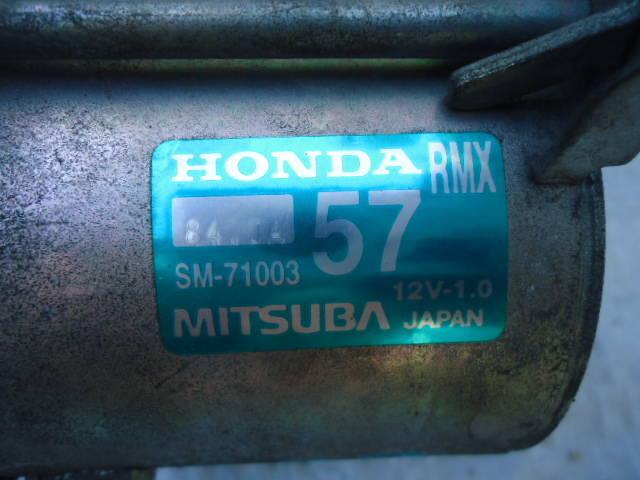 HONDA RMX
57
SM-71003
12V-1.0
MITSUBA JAPAN